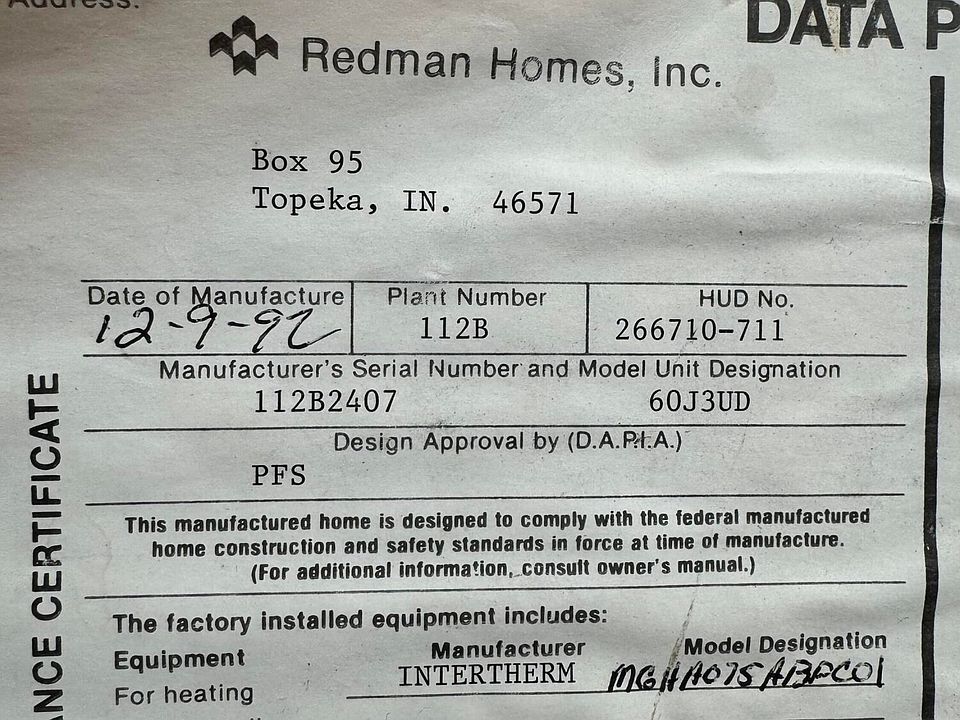 Address:
DATA P
Redman Homes, Inc.
Box 95
Topeka, IN. 46571
Date of Manufacture Plant Number HUD No.
12-9-92 112B 266710-711
Manufacturer's Serial Number and Model Unit Designation
112B2407 60J3UD
Design Approval by (D.A.P.I.A.)
PFS
This manufactured home is designed to comply with the federal manufactured
home construction and safety standards in force at time of manufacture.
(For additional information, consult owner's manual.)
The factory installed equipment includes:
Equipment Manufacturer Model Designation
For heating INTERTHERM
ANCE CERTIFICATE